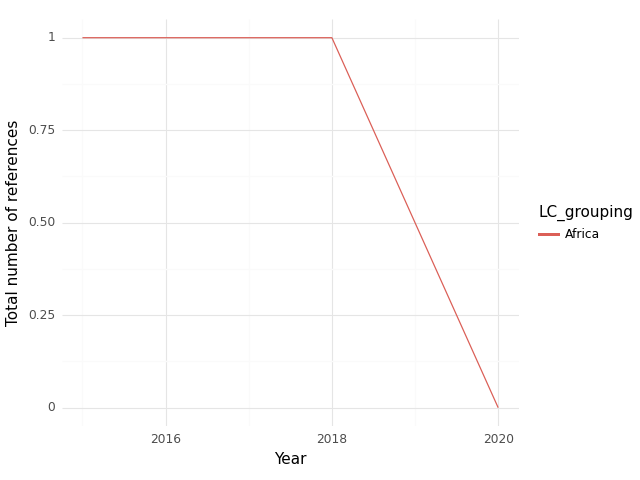 1
0.75
0.50
0.25
0
2016
2018
2020
Year
Total number of references
LC_grouping
Africa